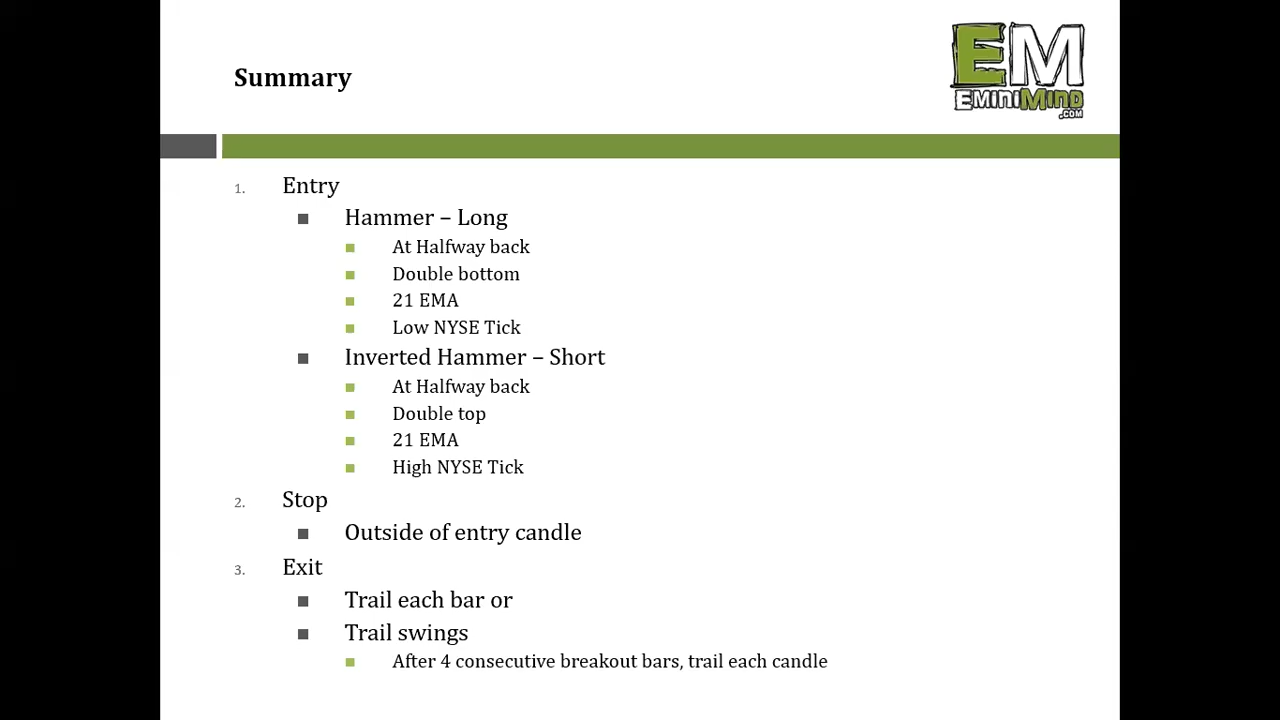 Summary
EM
EMINIMIND
.COM
1. Entry
■ Hammer – Long
■ At Halfway back
■ Double bottom
■ 21 EMA
■ Low NYSE Tick
■ Inverted Hammer – Short
■ At Halfway back
■ Double top
■ 21 EMA
■ High NYSE Tick
2. Stop
■ Outside of entry candle
3. Exit
■ Trail each bar or
■ Trail swings
■ After 4 consecutive breakout bars, trail each candle